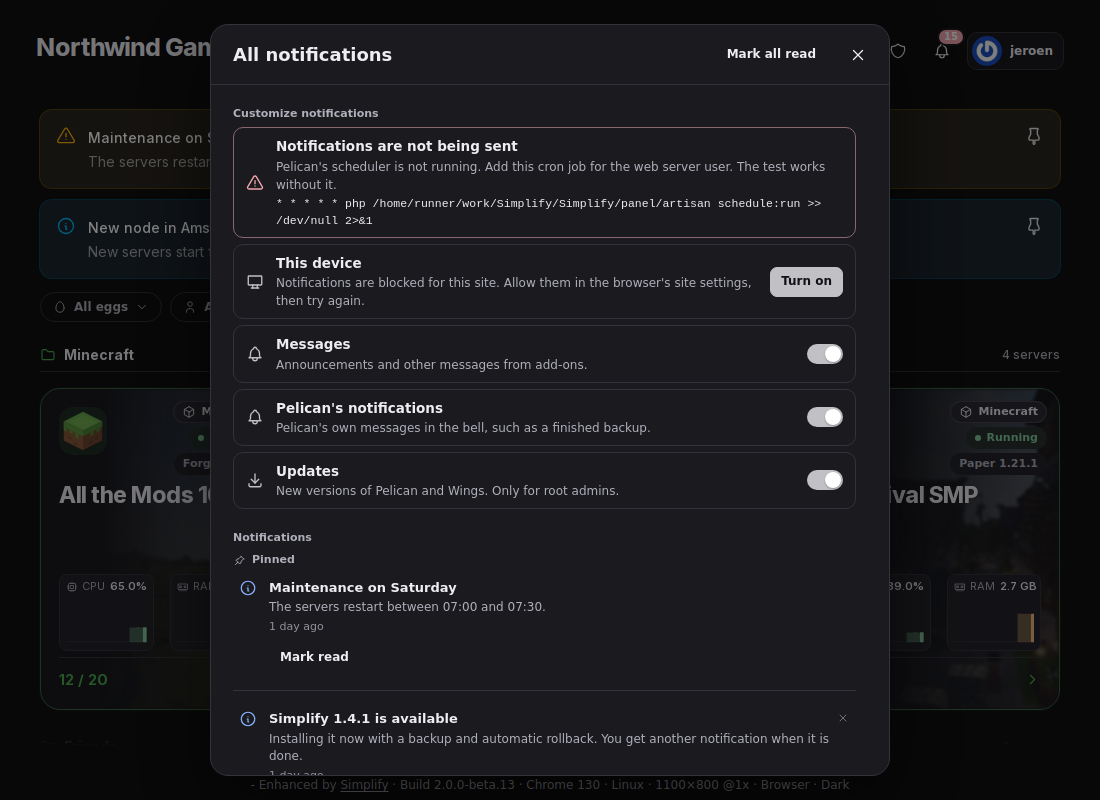 Northwind Gam
15
jeroen
All notifications
Mark all read
Maintenance on S
The servers restar
New node in Ams
New servers start
All eggs
Minecraft
4 servers
Customize notifications
Notifications are not being sent
Pelican's scheduler is not running. Add this cron job for the web server user. The test works
without it.
* * * * * php /home/runner/work/Simplify/Simplify/panel/artisan schedule:run >>
/dev/null 2>&1
This device
Notifications are blocked for this site. Allow them in the browser's site settings,
then try again.
Turn on
Messages
Announcements and other messages from add-ons.
Pelican's notifications
Pelican's own messages in the bell, such as a finished backup.
Updates
New versions of Pelican and Wings. Only for root admins.
Notifications
Pinned
Maintenance on Saturday
The servers restart between 07:00 and 07:30.
1 day ago
Mark read
Simplify 1.4.1 is available
Installing it now with a backup and automatic rollback. You get another notification when it is
done.
1 day ago
Forg
All the Mods 10
CPU 65.0%
RAM
12 / 20
Minecraft
Running
Paper 1.21.1
ival SMP
39.0%
RAM 2.7 GB
- Enhanced by Simplify · Build 2.0.0-beta.13 · Chrome 130 · Linux · 1100×800 @1x · Browser · Dark